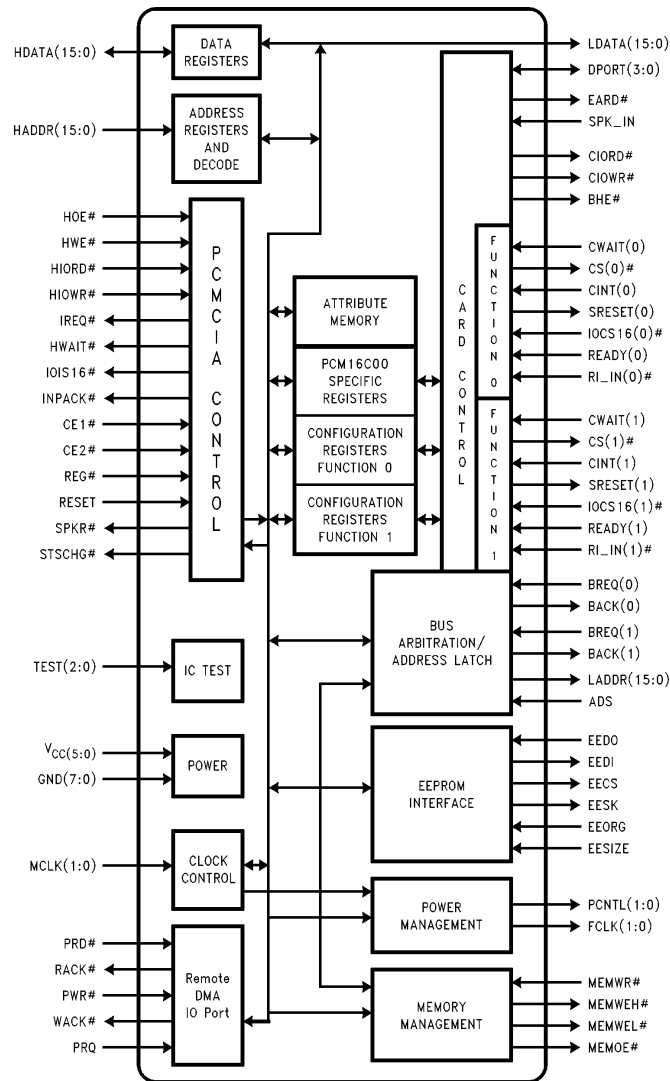 HDATA(15:0)
HADDR(15:0)
HOE#
HWE#
HIORD#
HIOWR#
IREQ#
HWAIT#
IOIS16#
INPACK#
CE1#
CE2#
REG#
RESET
SPKR#
STSCHG#
TEST(2:0)
VCC(5:0)
GND(7:0)
MCLK(1:0)
PRD#
RACK#
PWR#
WACK#
PRQ
DATA
REGISTERS
ADDRESS
REGISTERS
AND
DECODE
PCMCIA CONTROL
IC TEST
POWER
CLOCK
CONTROL
Remote
DMA
IO Port
ATTRIBUTE
MEMORY
PCM16C00
SPECIFIC
REGISTERS
CONFIGURATION
REGISTERS
FUNCTION 0
CONFIGURATION
REGISTERS
FUNCTION 1
CARD CONTROL
FUNCTION 0
FUNCTION 1
BUS
ARBITRATION/
ADDRESS LATCH
EEPROM
INTERFACE
POWER
MANAGEMENT
MEMORY
MANAGEMENT
LDATA(15:0)
DPORT(3:0)
EARD#
SPK_IN
CIORD#
CIOWR#
BHE#
CWAIT(0)
CS(0)#
CINT(0)
SRESET(0)
IOCS16(0)#
READY(0)
RI_IN(0)#
CWAIT(1)
CS(1)#
CINT(1)
SRESET(1)
IOCS16(1)#
READY(1)
RI_IN(1)#
BREQ(0)
BACK(0)
BREQ(1)
BACK(1)
LADDR(15:0)
ADS
EEDO
EEDI
EECS
EESK
EEORG
EESIZE
PCNTL(1:0)
FCLK(1:0)
MEMWR#
MEMWEH#
MEMWEL#
MEMOE#